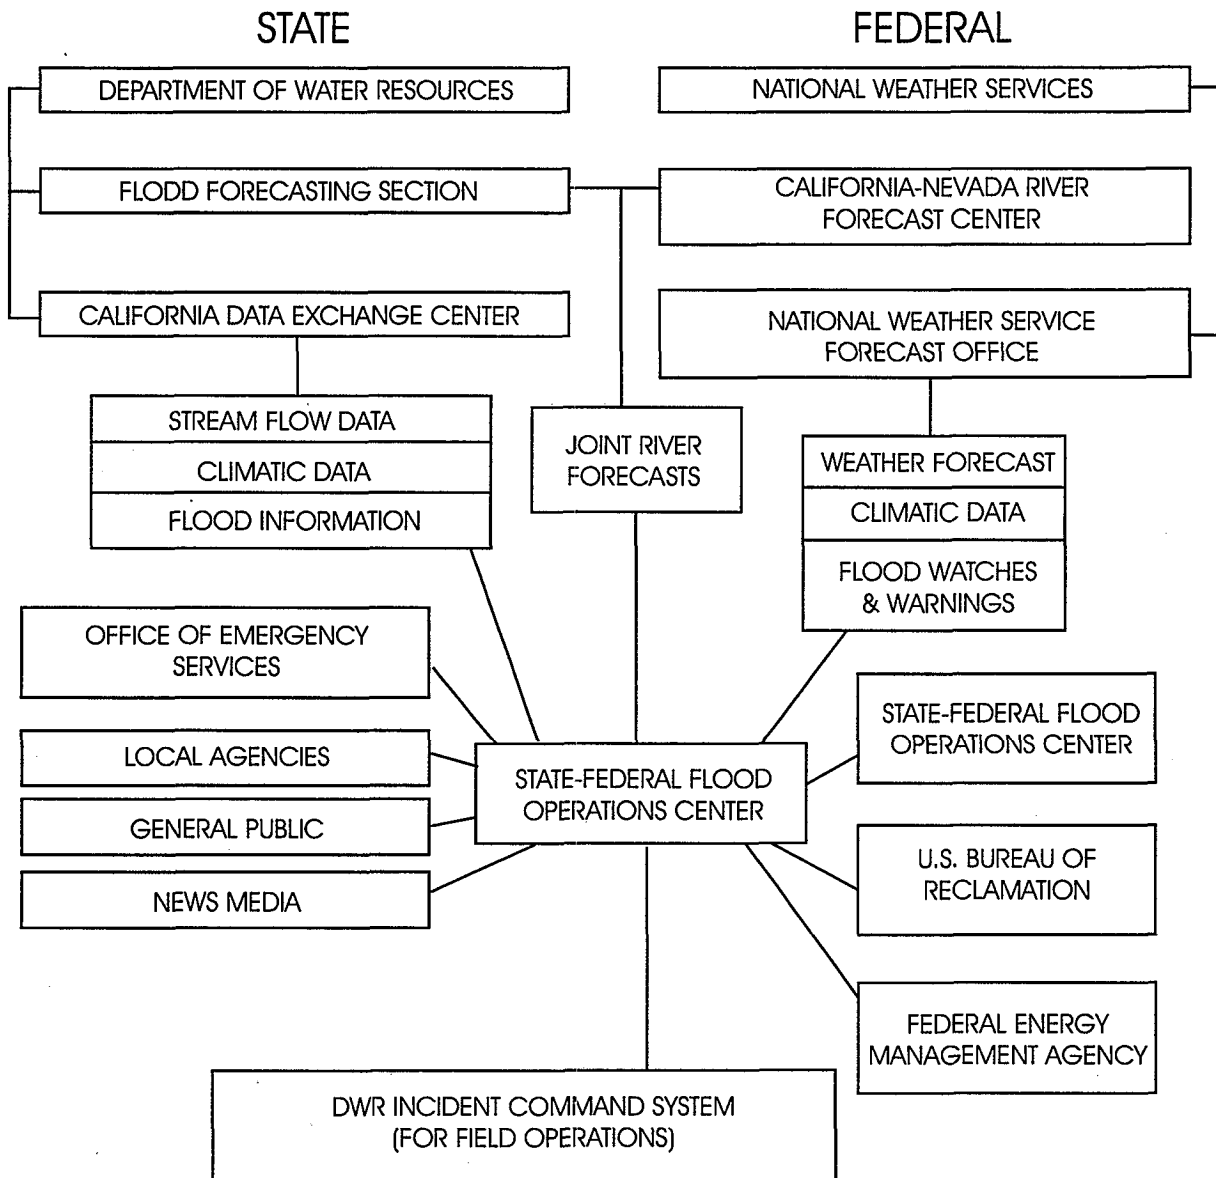 STATE
FEDERAL
DEPARTMENT OF WATER RESOURCES
NATIONAL WEATHER SERVICES
FLODD FORECASTING SECTION
CALIFORNIA-NEVADA RIVER
FORECAST CENTER
CALIFORNIA DATA EXCHANGE CENTER
NATIONAL WEATHER SERVICE
FORECAST OFFICE
STREAM FLOW DATA
CLIMATIC DATA
FLOOD INFORMATION
JOINT RIVER
FORECASTS
WEATHER FORECAST
CLIMATIC DATA
FLOOD WATCHES
& WARNINGS
OFFICE OF EMERGENCY
SERVICES
LOCAL AGENCIES
GENERAL PUBLIC
NEWS MEDIA
STATE-FEDERAL FLOOD
OPERATIONS CENTER
STATE-FEDERAL FLOOD
OPERATIONS CENTER
U.S. BUREAU OF
RECLAMATION
FEDERAL ENERGY
MANAGEMENT AGENCY
DWR INCIDENT COMMAND SYSTEM
(FOR FIELD OPERATIONS)